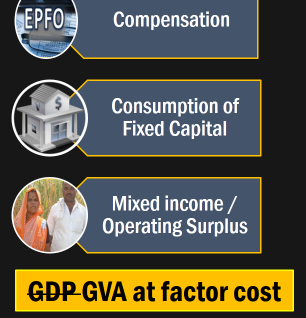 EPFO
Compensation
Consumption of
Fixed Capital
$
Mixed income /
Operating Surplus
GDP GVA at factor cost